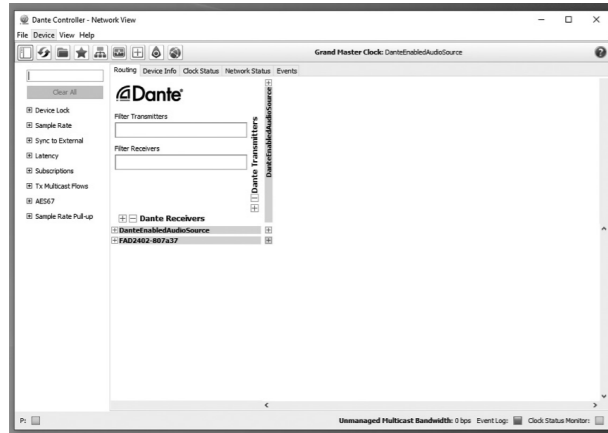 Dante Controller - Network View
File Device View Help
Grand Master Clock: DanteEnabledAudioSource
Routing Device Info Clock Status Network Status Events
Clear All
Device Lock
Sample Rate
Sync to External
Latency
Subscriptions
Tx Multicast Flows
AES67
Sample Rate Pull-up
Dante
Filter Transmitters
Filter Receivers
Dante Transmitters
DanteEnabledAudioSource
Dante Receivers
DanteEnabledAudioSource
FAD2402-807a37
P:
Unmanaged Multicast Bandwidth: 0 bps Event Log: Clock Status Monitor: